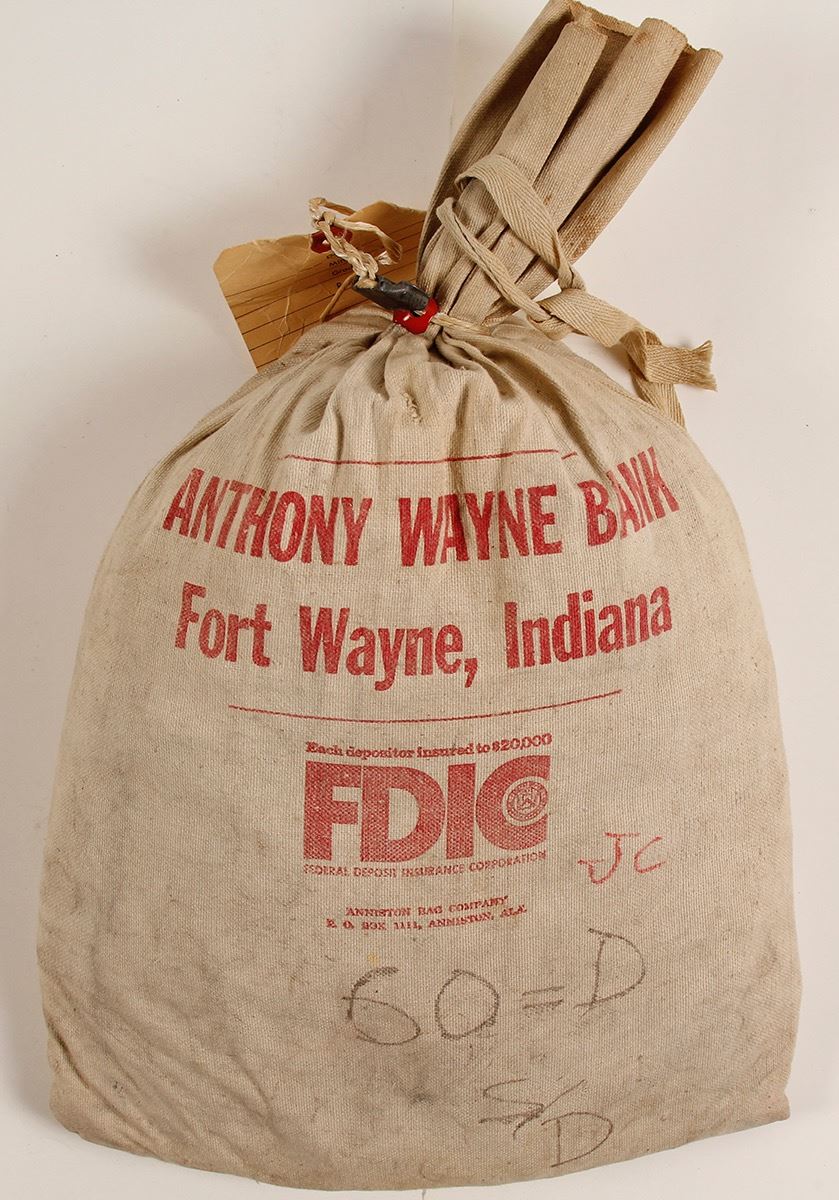 ANTHONY WAYNE BANK
Fort Wayne, Indiana
Each depositor insured to $20,000
FDIC
FEDERAL DEPOSIT INSURANCE CORPORATION
JC
ANNISTON BAG COMPANY
P. O. BOX 1111, ANNISTON, ALA.
60=D
S/D